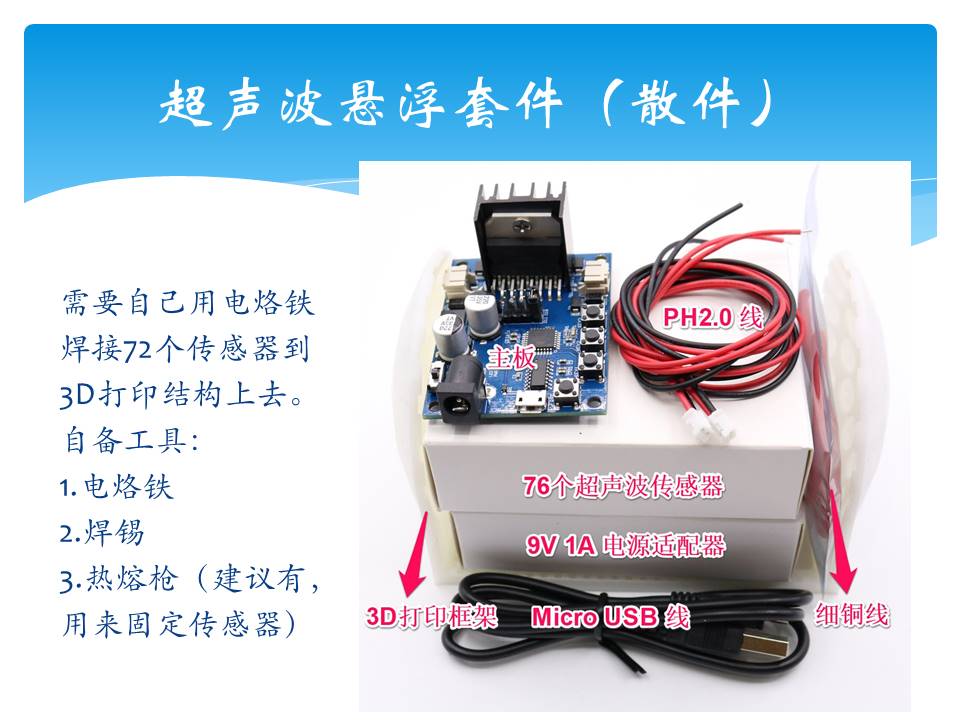 超声波悬浮套件（散件）
需要自己用电烙铁
焊接72个传感器到
3D打印结构上去。
自备工具：
1.电烙铁
2.焊锡
3.热熔枪（建议有，
用来固定传感器）
PH2.0 线
主板
76个超声波传感器
9V 1A 电源适配器
3D打印框架
Micro USB 线
细铜线